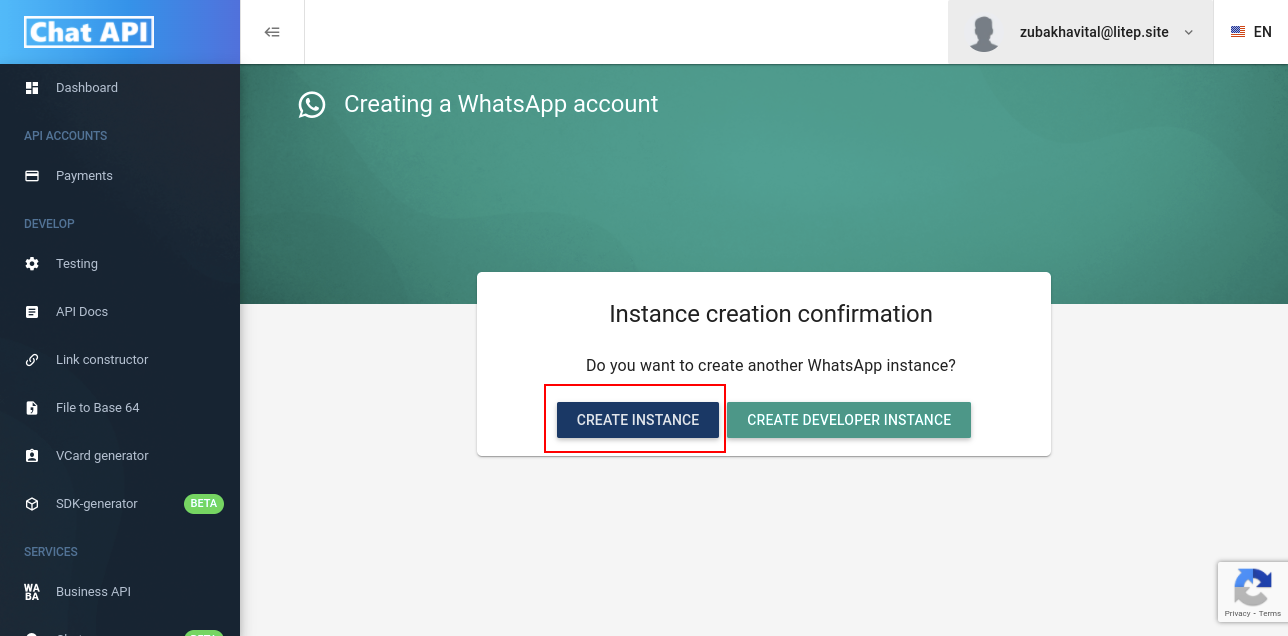 Chat API
zubakhavital@litep.site
EN
Dashboard
API ACCOUNTS
Payments
DEVELOP
Testing
API Docs
Link constructor
File to Base 64
VCard generator
SDK-generator BETA
SERVICES
WA
BA
Business API
Creating a WhatsApp account
Instance creation confirmation
Do you want to create another WhatsApp instance?
CREATE INSTANCE CREATE DEVELOPER INSTANCE
Privacy - Terms